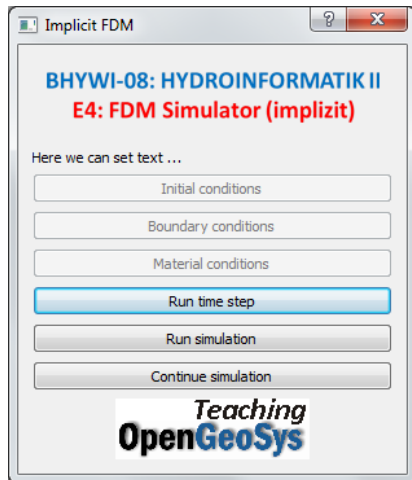 Implicit FDM
BHYWI-08: HYDROINFORMATIK II
E4: FDM Simulator (implizit)
Here we can set text ...
Initial conditions
Boundary conditions
Material conditions
Run time step
Run simulation
Continue simulation
Teaching
OpenGeoSys